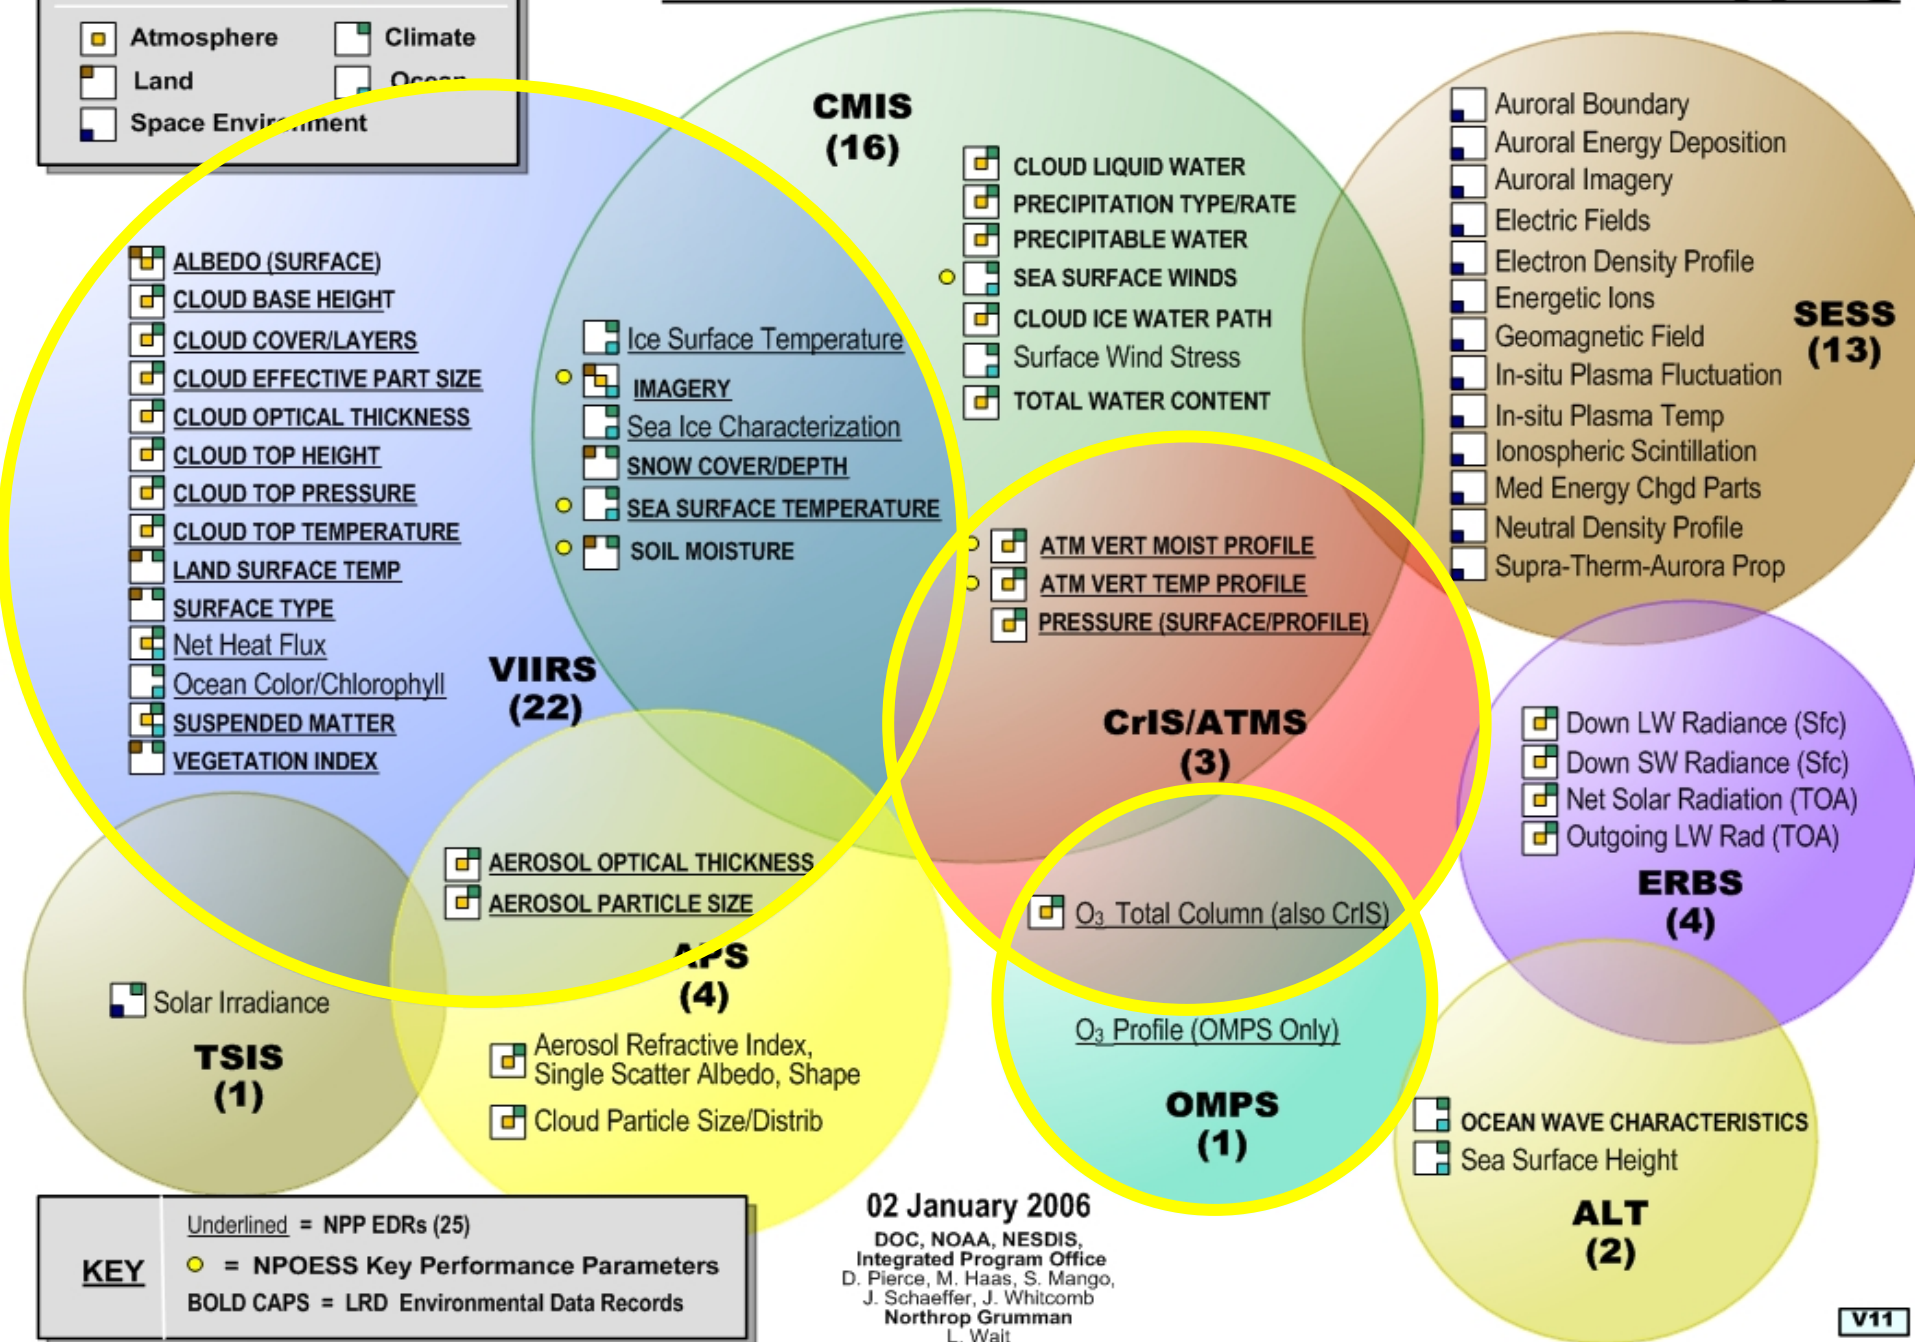 Atmosphere
Climate
Land
Ocean
Space Environment
CMIS
(16)
CLOUD LIQUID WATER
PRECIPITATION TYPE/RATE
PRECIPITABLE WATER
SEA SURFACE WINDS
CLOUD ICE WATER PATH
Surface Wind Stress
TOTAL WATER CONTENT
Auroral Boundary
Auroral Energy Deposition
Auroral Imagery
Electric Fields
Electron Density Profile
Energetic Ions
Geomagnetic Field
In-situ Plasma Fluctuation
In-situ Plasma Temp
Ionospheric Scintillation
Med Energy Chgd Parts
Neutral Density Profile
Supra-Therm-Aurora Prop
SESS
(13)
ALBEDO (SURFACE)
CLOUD BASE HEIGHT
CLOUD COVER/LAYERS
CLOUD EFFECTIVE PART SIZE
CLOUD OPTICAL THICKNESS
CLOUD TOP HEIGHT
CLOUD TOP PRESSURE
CLOUD TOP TEMPERATURE
LAND SURFACE TEMP
SURFACE TYPE
Net Heat Flux
Ocean Color/Chlorophyll
SUSPENDED MATTER
VEGETATION INDEX
VIIRS
(22)
Ice Surface Temperature
IMAGERY
Sea Ice Characterization
SNOW COVER/DEPTH
SEA SURFACE TEMPERATURE
SOIL MOISTURE
ATM VERT MOIST PROFILE
ATM VERT TEMP PROFILE
PRESSURE (SURFACE/PROFILE)
CrIS/ATMS
(3)
Down LW Radiance (Sfc)
Down SW Radiance (Sfc)
Net Solar Radiation (TOA)
Outgoing LW Rad (TOA)
ERBS
(4)
AEROSOL OPTICAL THICKNESS
AEROSOL PARTICLE SIZE
APS
(4)
Aerosol Refractive Index,
Single Scatter Albedo, Shape
Cloud Particle Size/Distrib
Solar Irradiance
TSIS
(1)
O3 Total Column (also CrIS)
O3 Profile (OMPS Only)
OMPS
(1)
OCEAN WAVE CHARACTERISTICS
Sea Surface Height
ALT
(2)
KEY
Underlined = NPP EDRs (25)
= NPOESS Key Performance Parameters
BOLD CAPS = LRD Environmental Data Records
02 January 2006
DOC, NOAA, NESDIS,
Integrated Program Office
D. Pierce, M. Haas, S. Mango,
J. Schaeffer, J. Whitcomb
Northrop Grumman
L. Wait
V11